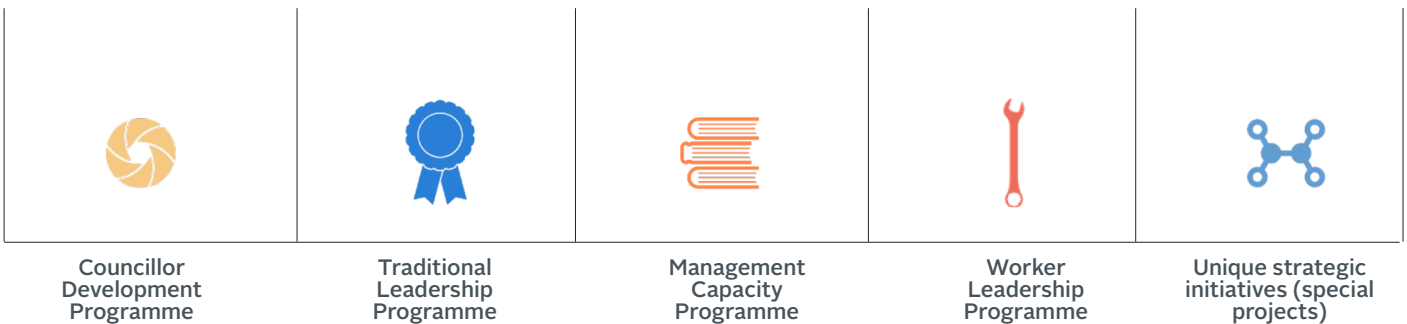 Councillor
Development
Programme
Traditional
Leadership
Programme
Management
Capacity
Programme
Worker
Leadership
Programme
Unique strategic
initiatives (special
projects)